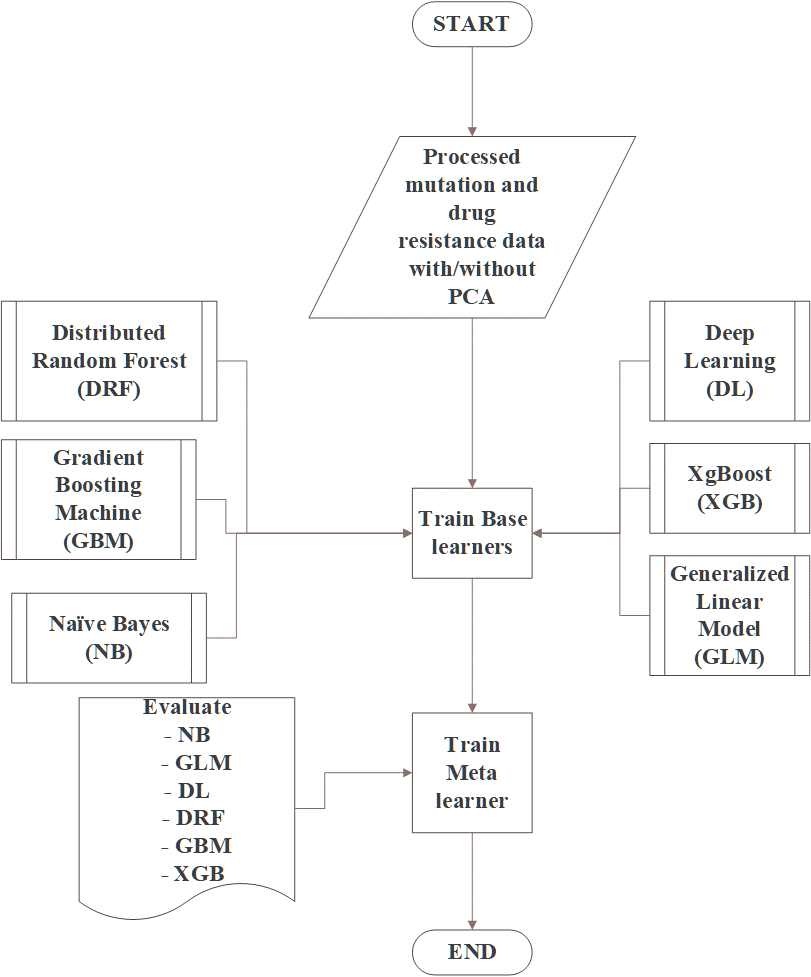 START
Processed
mutation and
drug
resistance data
with/without
PCA
Distributed
Random Forest
(DRF)
Gradient
Boosting
Machine
(GBM)
Naïve Bayes
(NB)
Deep
Learning
(DL)
XgBoost
(XGB)
Generalized
Linear
Model
(GLM)
Train Base
learners
Evaluate
- NB
- GLM
- DL
- DRF
- GBM
- XGB
Train
Meta
learner
END